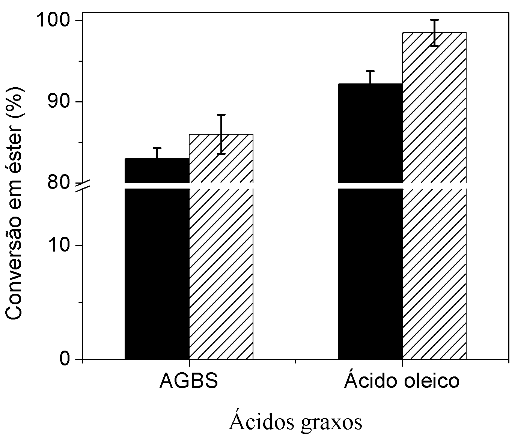 100
90
80
10
0
Conversão em éster (%)
AGBS
Ácido oleico
Ácidos graxos